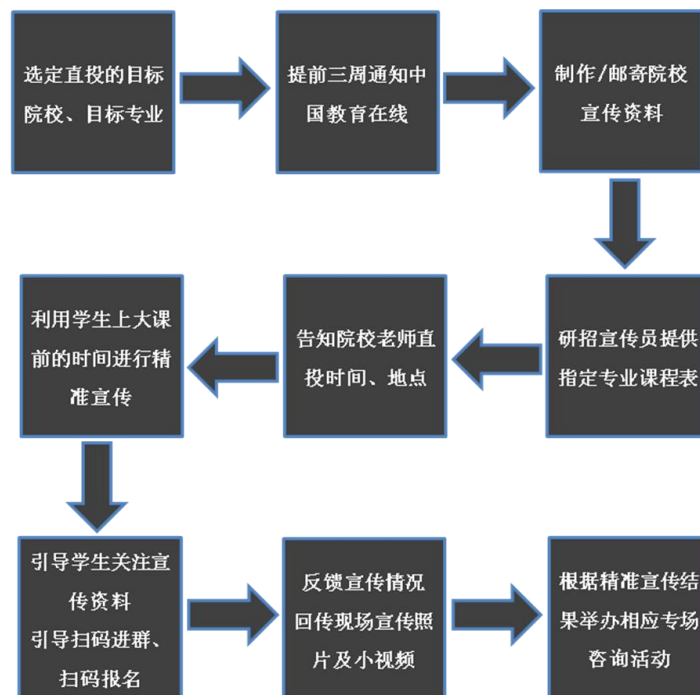 选定直投的目标
院校、目标专业
提前三周通知中
国教育在线
制作/邮寄院校
宣传资料
研招宣传员提供
指定专业课程表
告知院校老师直
投时间、地点
利用学生上大课
前的时间进行精
准宣传
引导学生关注宣
传资料
引导扫码进群、
扫码报名
反馈宣传情况
回传现场宣传照
片及小视频
根据精准宣传结
果举办相应专场
咨询活动